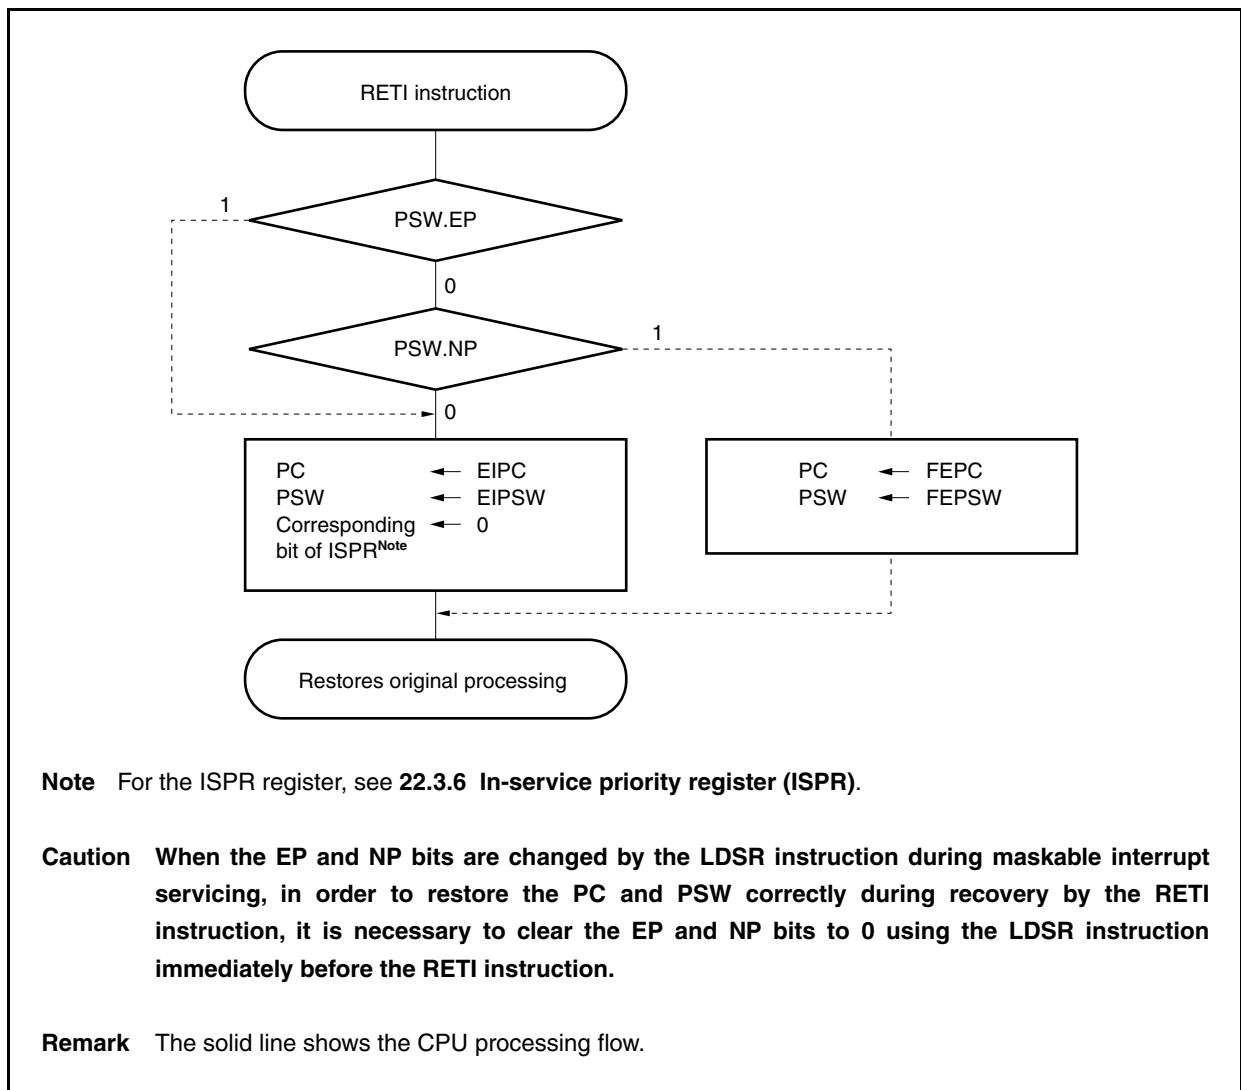 RETI instruction
1
PSW.EP
0
1
PSW.NP
0
PC ← EIPC
PSW ← EIPSW
Corresponding ← 0
bit of ISPRNote
PC ← FEPC
PSW ← FEPSW
Restores original processing
Note For the ISPR register, see 22.3.6 In-service priority register (ISPR).
Caution When the EP and NP bits are changed by the LDSR instruction during maskable interrupt
servicing, in order to restore the PC and PSW correctly during recovery by the RETI
instruction, it is necessary to clear the EP and NP bits to 0 using the LDSR instruction
immediately before the RETI instruction.
Remark The solid line shows the CPU processing flow.